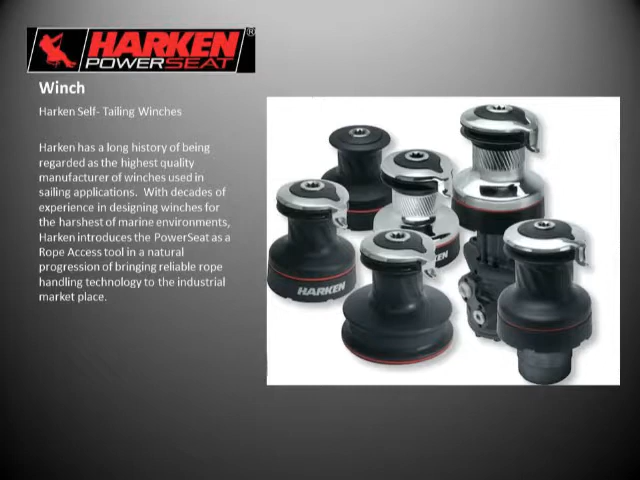 HARKEN®
POWERSEAT
Winch
Harken Self- Tailing Winches
Harken has a long history of being
regarded as the highest quality
manufacturer of winches used in
sailing applications. With decades of
experience in designing winches for
the harshest of marine environments,
Harken introduces the PowerSeat as a
Rope Access tool in a natural
progression of bringing reliable rope
handling technology to the industrial
market place.
HARKEN